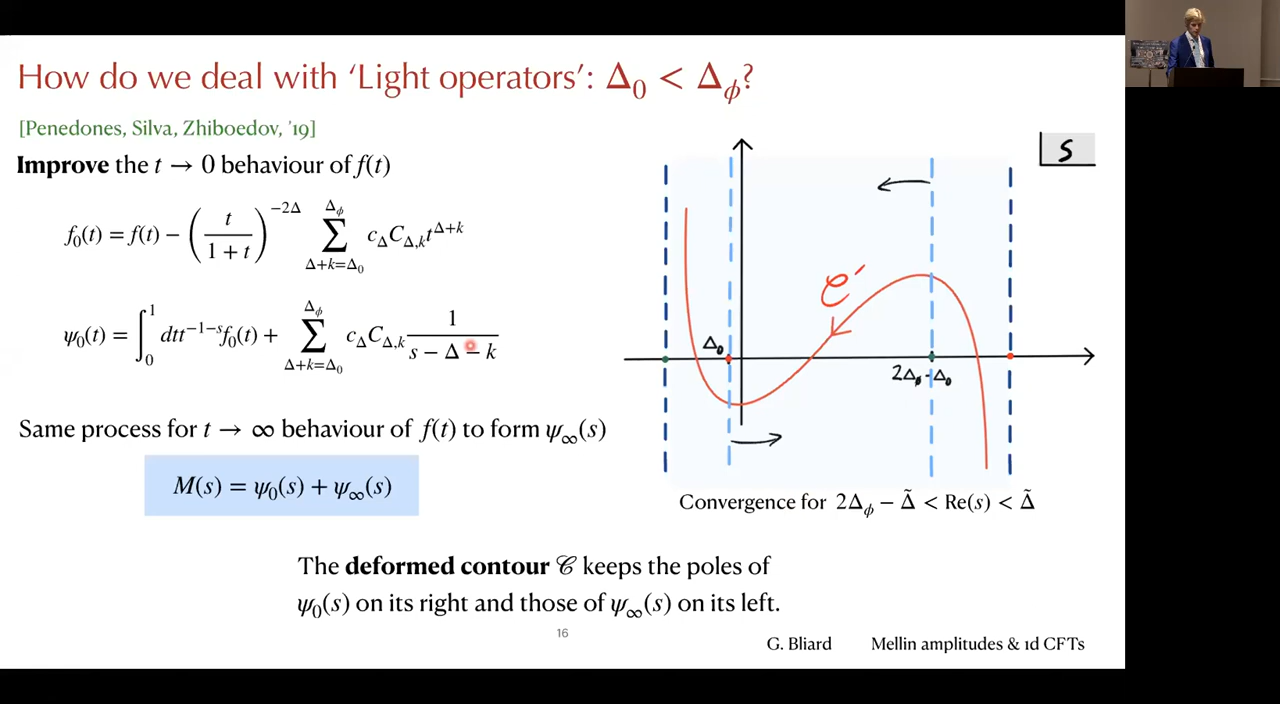 How do we deal with 'Light operators': Δ₀ < Δ_ϕ?
[Penedones, Silva, Zhiboedov, '19]
Improve the t → 0 behaviour of f(t)
f₀(t) = f(t) − (t/(1 + t))^{−2Δ} ∑_{Δ+k=Δ₀}^{Δ_ϕ} c_Δ C_{Δ,k} t^{Δ+k}
ψ₀(t) = ∫₀¹ dt t^{−1−s} f₀(t) + ∑_{Δ+k=Δ₀}^{Δ_ϕ} c_Δ C_{Δ,k} 1/(s − Δ − k)
Same process for t → ∞ behaviour of f(t) to form ψ_∞(s)
M(s) = ψ₀(s) + ψ_∞(s)
s
𝒞′
Δ₀
2Δ_ϕ-Δ₀
Convergence for 2Δ_ϕ − Δ̃ < Re(s) < Δ̃
The deformed contour 𝒞 keeps the poles of
ψ₀(s) on its right and those of ψ_∞(s) on its left.
16
G. Bliard
Mellin amplitudes & 1d CFTs